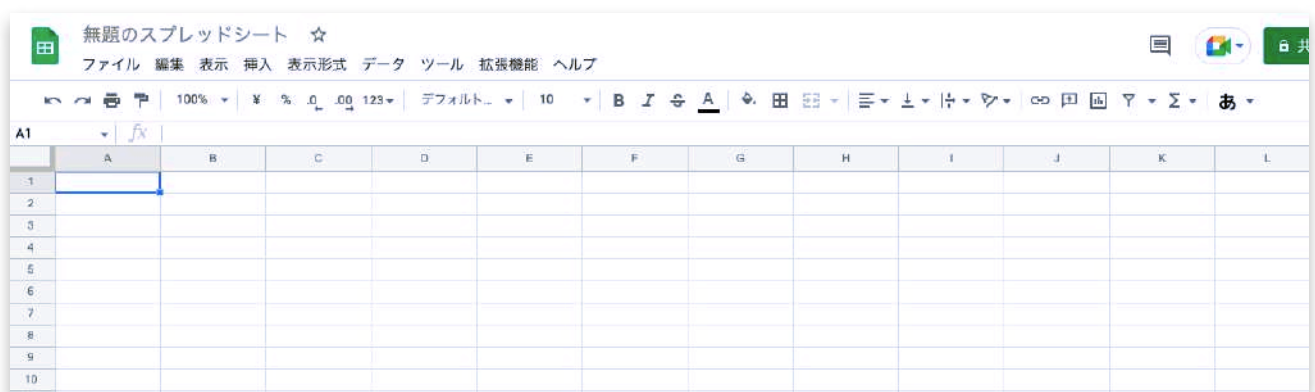 無題のスプレッドシート
ファイル 編集 表示 挿入 表示形式 データ ツール 拡張機能 ヘルプ
100% ¥ % .0 .00 123 デフォルト... 10 B I S A あ
A1 fx
A B C D E F G H I J K L
1
2
3
4
5
6
7
8
9
10